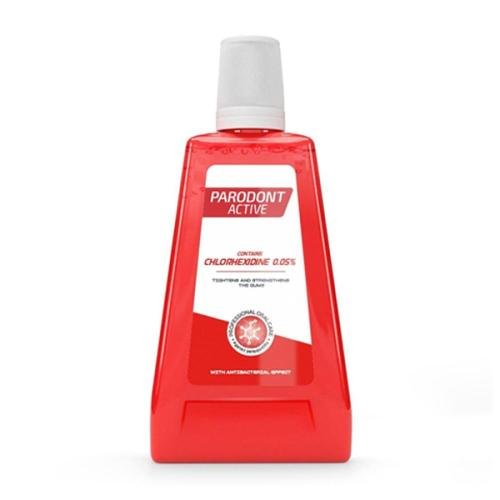 PARODONT
ACTIVE
CONTAINS
CHLORHEXIDINE 0.05%
TIGHTENS AND STRENGTHENS
THE GUMS
PROFESSIONAL ORAL CARE
WITH ANTIBACTERIAL EFFECT